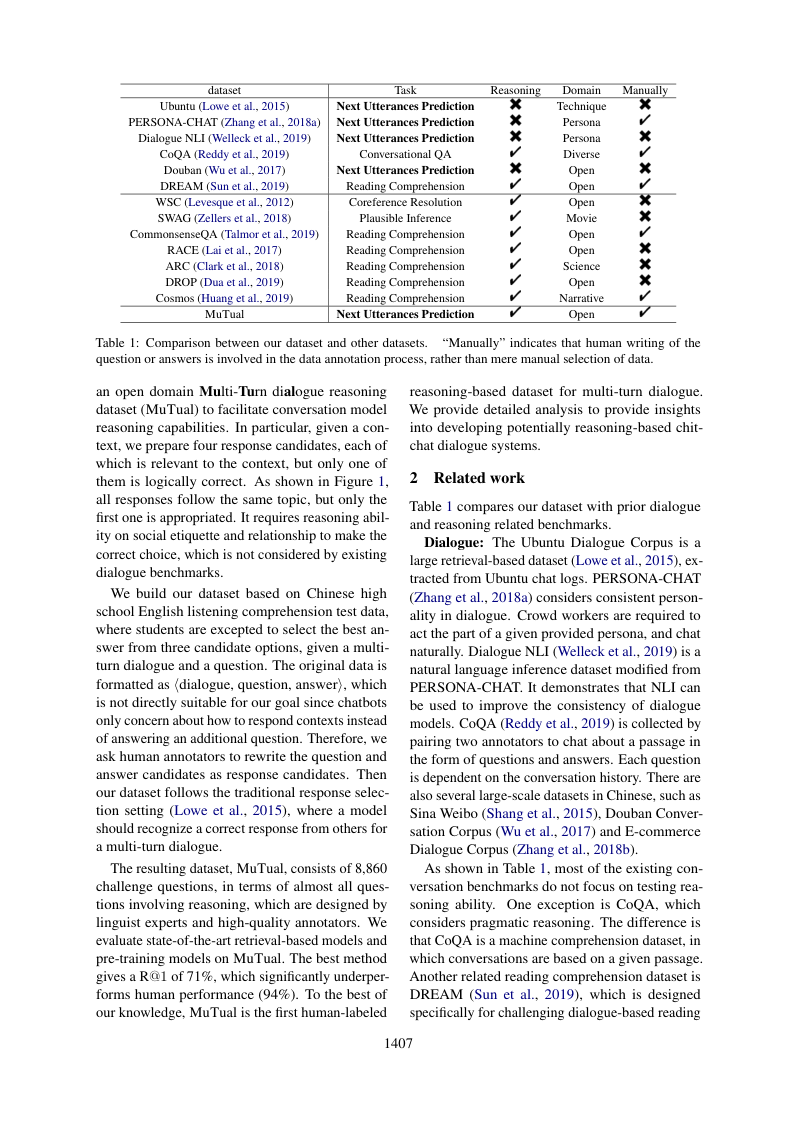 dataset Task Reasoning Domain Manually
Ubuntu (Lowe et al., 2015) Next Utterances Prediction ✖ Technique ✖
PERSONA-CHAT (Zhang et al., 2018a) Next Utterances Prediction ✖ Persona ✔
Dialogue NLI (Welleck et al., 2019) Next Utterances Prediction ✖ Persona ✖
CoQA (Reddy et al., 2019) Conversational QA ✔ Diverse ✔
Douban (Wu et al., 2017) Next Utterances Prediction ✖ Open ✖
DREAM (Sun et al., 2019) Reading Comprehension ✔ Open ✔
WSC (Levesque et al., 2012) Coreference Resolution ✔ Open ✖
SWAG (Zellers et al., 2018) Plausible Inference ✔ Movie ✖
CommonsenseQA (Talmor et al., 2019) Reading Comprehension ✔ Open ✔
RACE (Lai et al., 2017) Reading Comprehension ✔ Open ✖
ARC (Clark et al., 2018) Reading Comprehension ✔ Science ✖
DROP (Dua et al., 2019) Reading Comprehension ✔ Open ✖
Cosmos (Huang et al., 2019) Reading Comprehension ✔ Narrative ✔
MuTual Next Utterances Prediction ✔ Open ✔
Table 1: Comparison between our dataset and other datasets. “Manually” indicates that human writing of the
question or answers is involved in the data annotation process, rather than mere manual selection of data.
an open domain Multi-Turn dialogue reasoning
dataset (MuTual) to facilitate conversation model
reasoning capabilities. In particular, given a con-
text, we prepare four response candidates, each of
which is relevant to the context, but only one of
them is logically correct. As shown in Figure 1,
all responses follow the same topic, but only the
first one is appropriated. It requires reasoning abil-
ity on social etiquette and relationship to make the
correct choice, which is not considered by existing
dialogue benchmarks.
We build our dataset based on Chinese high
school English listening comprehension test data,
where students are excepted to select the best an-
swer from three candidate options, given a multi-
turn dialogue and a question. The original data is
formatted as ⟨dialogue, question, answer⟩, which
is not directly suitable for our goal since chatbots
only concern about how to respond contexts instead
of answering an additional question. Therefore, we
ask human annotators to rewrite the question and
answer candidates as response candidates. Then
our dataset follows the traditional response selec-
tion setting (Lowe et al., 2015), where a model
should recognize a correct response from others for
a multi-turn dialogue.
The resulting dataset, MuTual, consists of 8,860
challenge questions, in terms of almost all ques-
tions involving reasoning, which are designed by
linguist experts and high-quality annotators. We
evaluate state-of-the-art retrieval-based models and
pre-training models on MuTual. The best method
gives a R@1 of 71%, which significantly underper-
forms human performance (94%). To the best of
our knowledge, MuTual is the first human-labeled
reasoning-based dataset for multi-turn dialogue.
We provide detailed analysis to provide insights
into developing potentially reasoning-based chit-
chat dialogue systems.
2 Related work
Table 1 compares our dataset with prior dialogue
and reasoning related benchmarks.
Dialogue: The Ubuntu Dialogue Corpus is a
large retrieval-based dataset (Lowe et al., 2015), ex-
tracted from Ubuntu chat logs. PERSONA-CHAT
(Zhang et al., 2018a) considers consistent person-
ality in dialogue. Crowd workers are required to
act the part of a given provided persona, and chat
naturally. Dialogue NLI (Welleck et al., 2019) is a
natural language inference dataset modified from
PERSONA-CHAT. It demonstrates that NLI can
be used to improve the consistency of dialogue
models. CoQA (Reddy et al., 2019) is collected by
pairing two annotators to chat about a passage in
the form of questions and answers. Each question
is dependent on the conversation history. There are
also several large-scale datasets in Chinese, such as
Sina Weibo (Shang et al., 2015), Douban Conver-
sation Corpus (Wu et al., 2017) and E-commerce
Dialogue Corpus (Zhang et al., 2018b).
As shown in Table 1, most of the existing con-
versation benchmarks do not focus on testing rea-
soning ability. One exception is CoQA, which
considers pragmatic reasoning. The difference is
that CoQA is a machine comprehension dataset, in
which conversations are based on a given passage.
Another related reading comprehension dataset is
DREAM (Sun et al., 2019), which is designed
specifically for challenging dialogue-based reading
1407